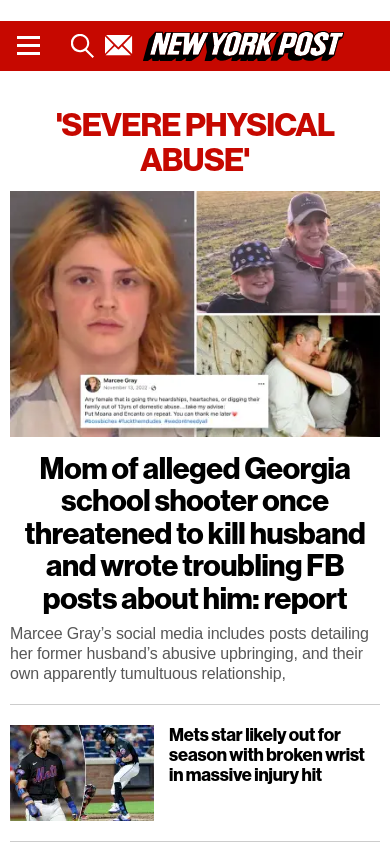 NEW YORK POST
'SEVERE PHYSICAL
ABUSE'
Marcee Gray
November 13, 2022
Any female that is going thru heardships, heartaches, or digging their
family out of 13yrs of domestic abuse....take my advise.
Put Moana and Encanto on repeat. You can thank me later
Mom of alleged Georgia
school shooter once
threatened to kill husband
and wrote troubling FB
posts about him: report
Marcee Gray’s social media includes posts detailing
her former husband’s abusive upbringing, and their
own apparently tumultuous relationship,
Mets
Mets star likely out for
season with broken wrist
in massive injury hit